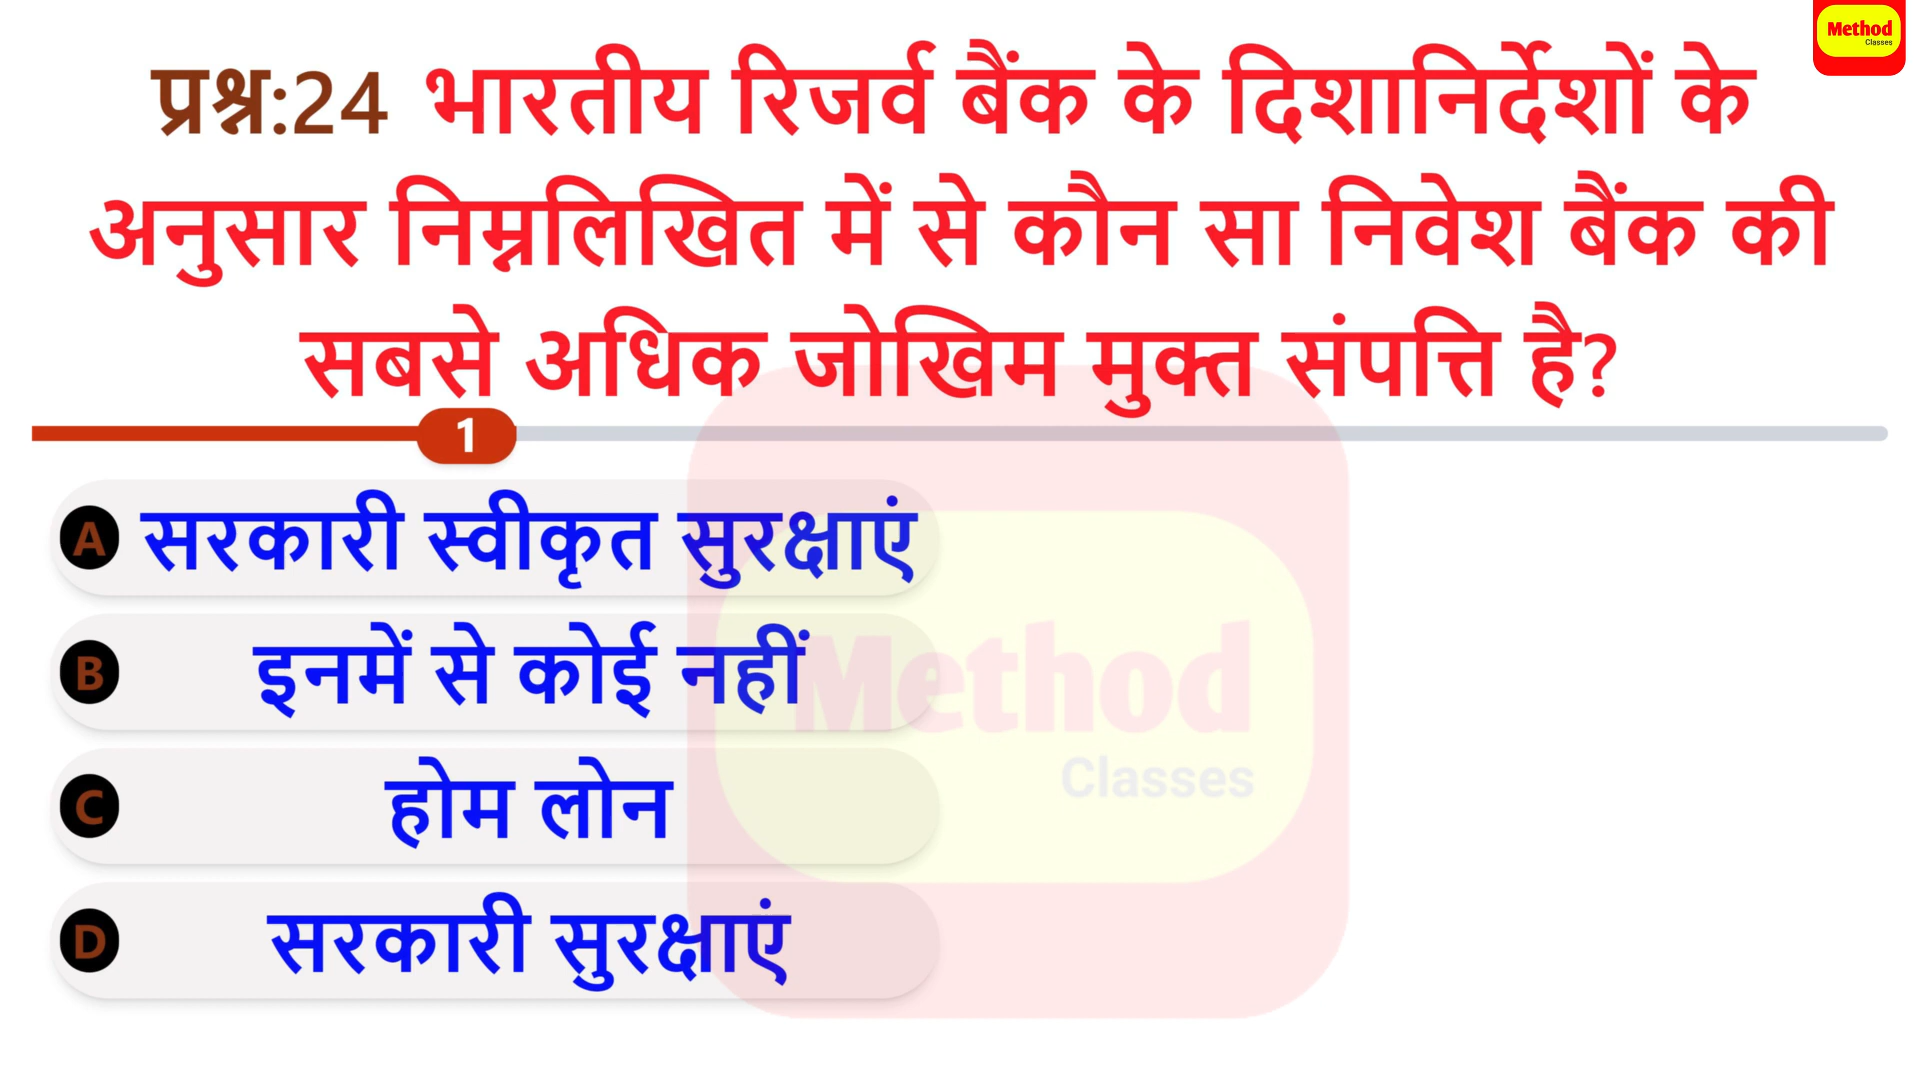 Method
Classes
प्रश्न:24 भारतीय रिजर्व बैंक के दिशानिर्देशों के
अनुसार निम्नलिखित में से कौन सा निवेश बैंक की
सबसे अधिक जोखिम मुक्त संपत्ति है?
1
A सरकारी स्वीकृत सुरक्षाएं
B इनमें से कोई नहीं
C होम लोन
D सरकारी सुरक्षाएं
Method
Classes